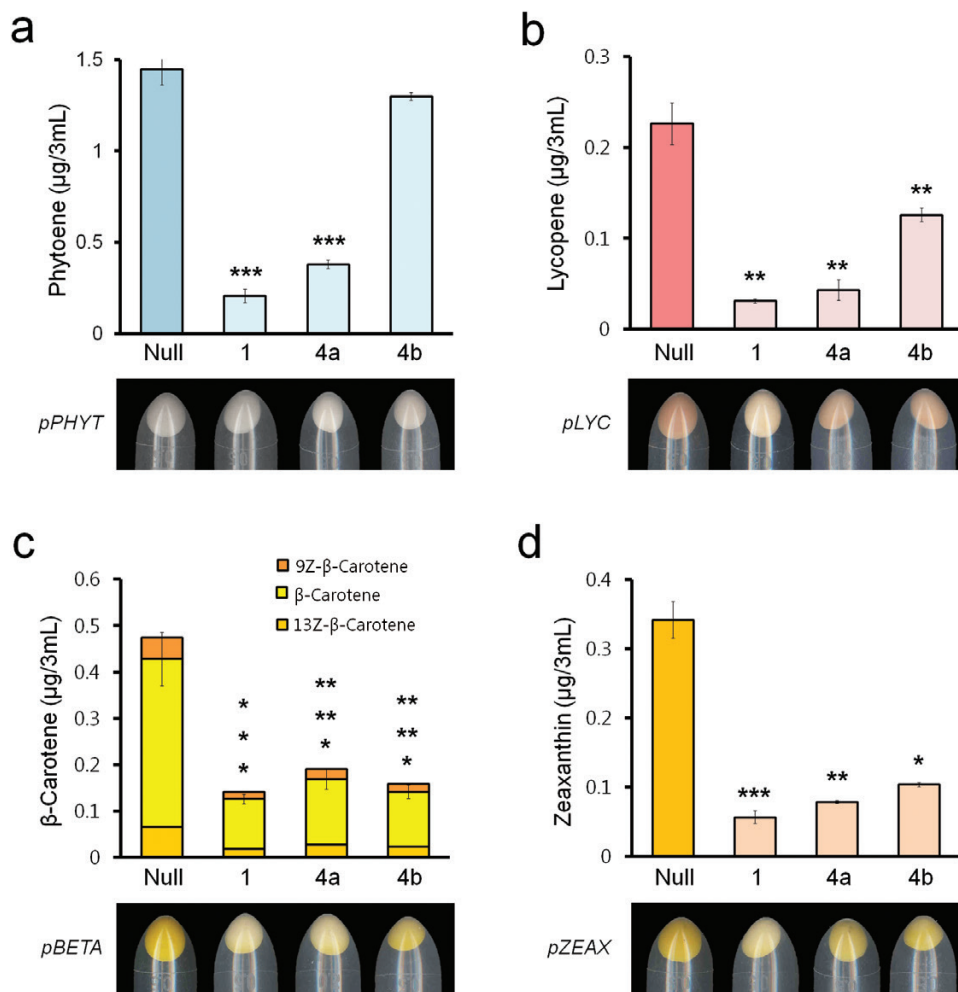 a
1.5
1
0.5
0
Phytoene (µg/3mL)
***
***
Null 1 4a 4b
pPHYT
b
0.3
0.2
0.1
0
Lycopene (µg/3mL)
**
**
**
Null 1 4a 4b
pLYC
c
9Z-β-Carotene
β-Carotene
13Z-β-Carotene
0.6
0.5
0.4
0.3
0.2
0.1
0
β-Carotene (µg/3mL)
* ** **
* ** **
* * *
Null 1 4a 4b
pBETA
d
0.4
0.3
0.2
0.1
0
Zeaxanthin (µg/3mL)
***
**
*
Null 1 4a 4b
pZEAX